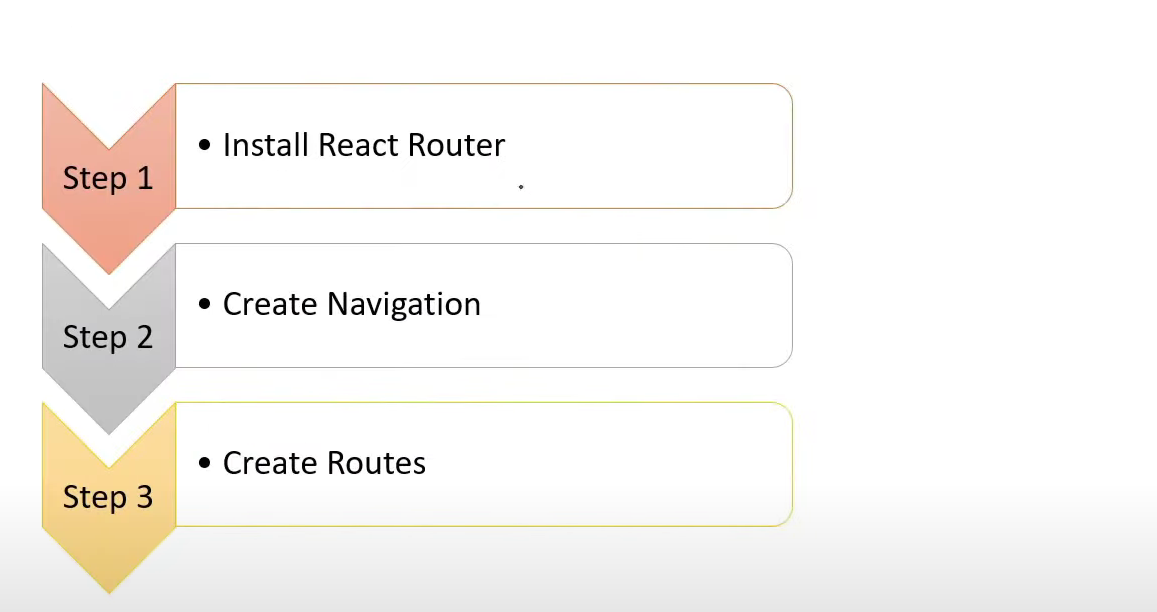 Step 1
• Install React Router
Step 2
• Create Navigation
Step 3
• Create Routes